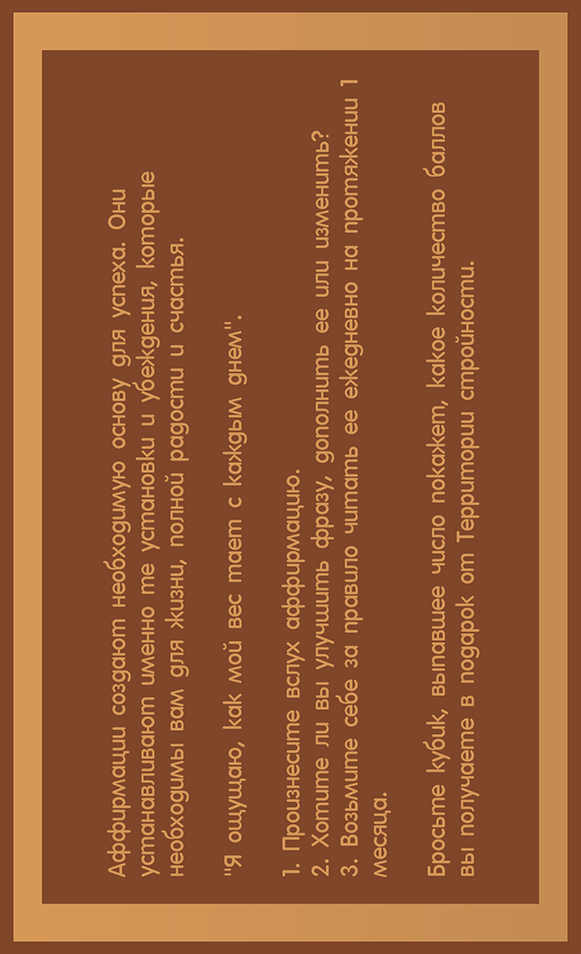 Аффирмации создают необходимую основу для успеха. Они
устанавливают именно те установки и убеждения, которые
необходимы вам для жизни, полной радости и счастья.
"Я ощущаю, как мой вес тает с каждым днем".
1. Произнесите вслух аффирмацию.
2. Хотите ли вы улучшить фразу, дополнить ее или изменить?
3. Возьмите себе за правило читать ее ежедневно на протяжении 1
месяца.
Бросьте кубик, выпавшее число покажет, какое количество баллов
вы получаете в подарок от Территории стройности.